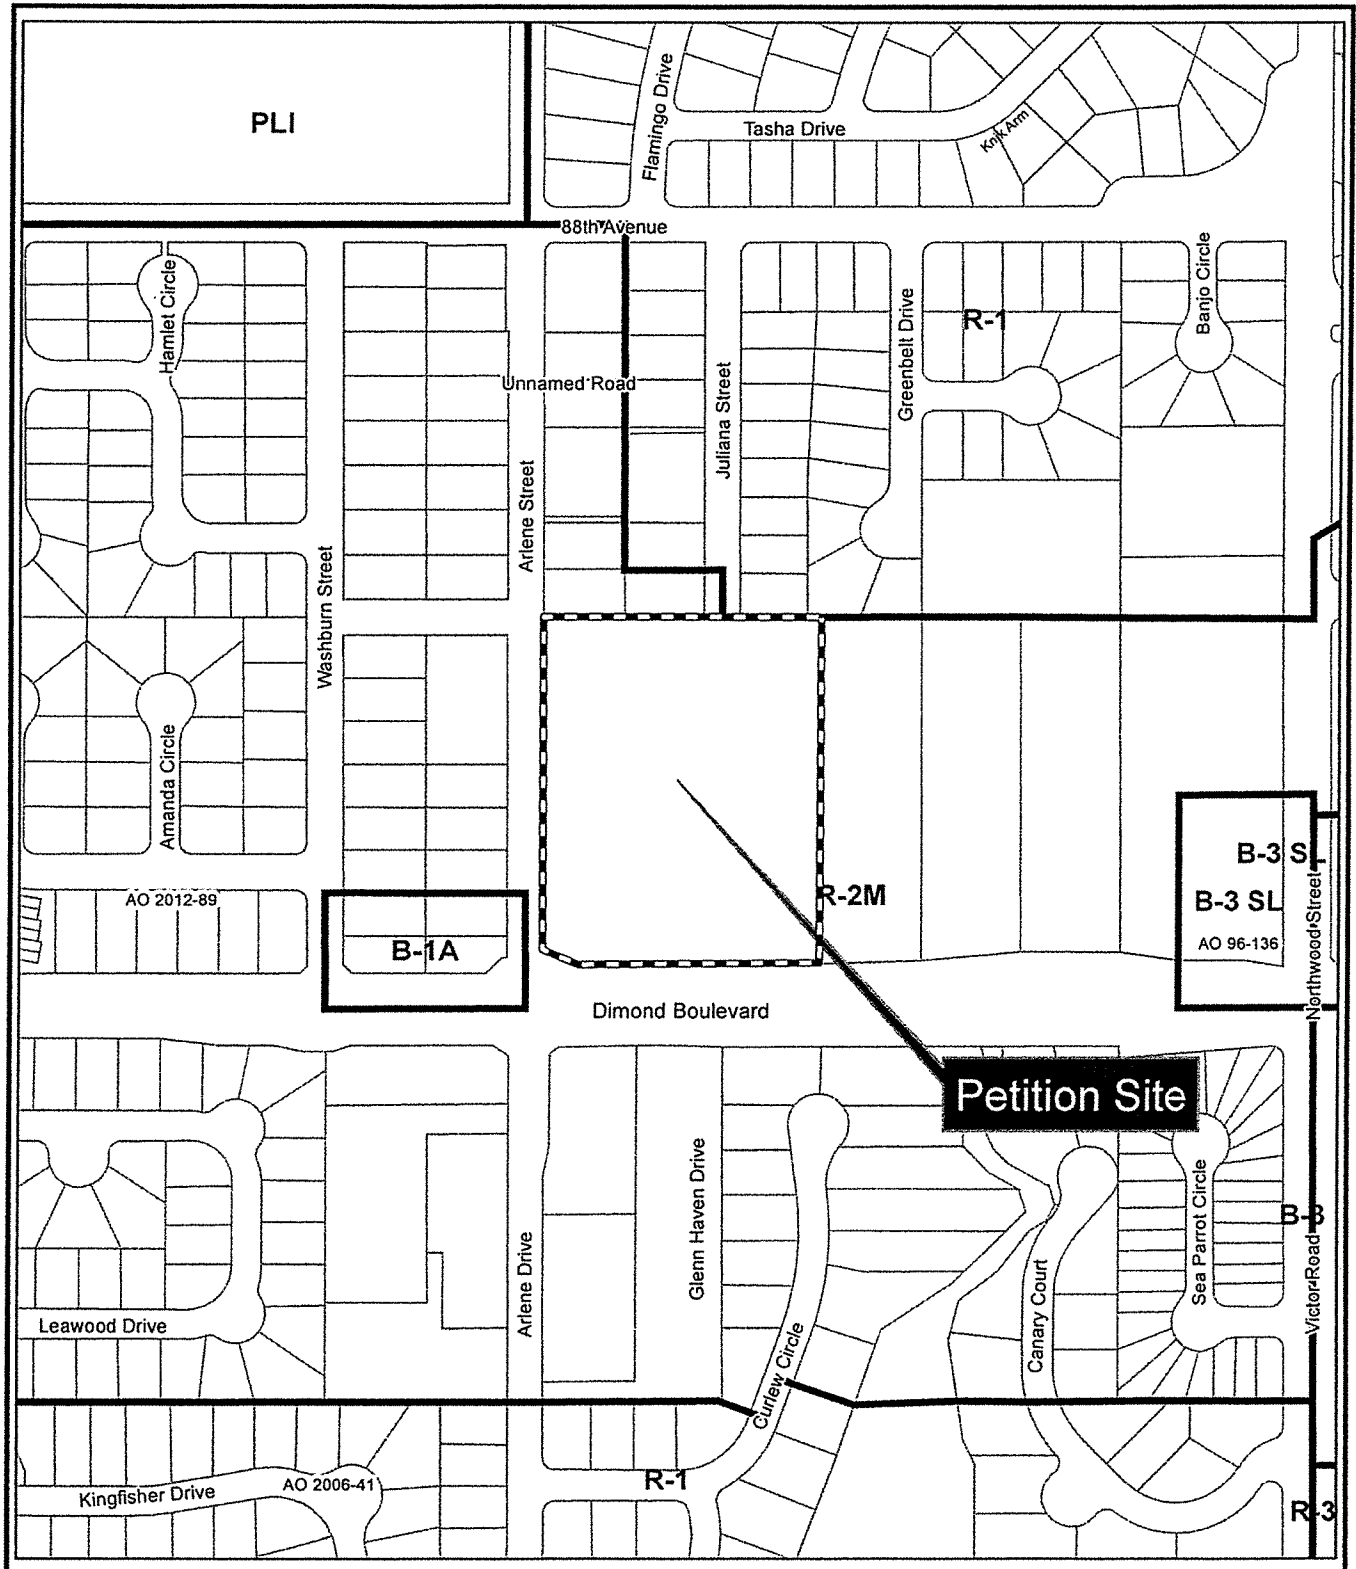 PLI
Flamingo Drive
Tasha Drive
Knik Arm
88th Avenue
Hamlet Circle
Banjo Circle
R-1
Greenbelt Drive
Unnamed Road
Juliana Street
Arlene Street
Washburn Street
Amanda Circle
B-3 SL
R-2M
B-3 SL
AO 2012-89
Northwood Street
B-1A
AO 96-136
Dimond Boulevard
Petition Site
Glenn Haven Drive
Sea Parrot Circle
B-3
Arlene Drive
Canary Court
Victor Road
Leawood Drive
Curlew Circle
R-1
AO 2006-41
Kingfisher Drive
R-3